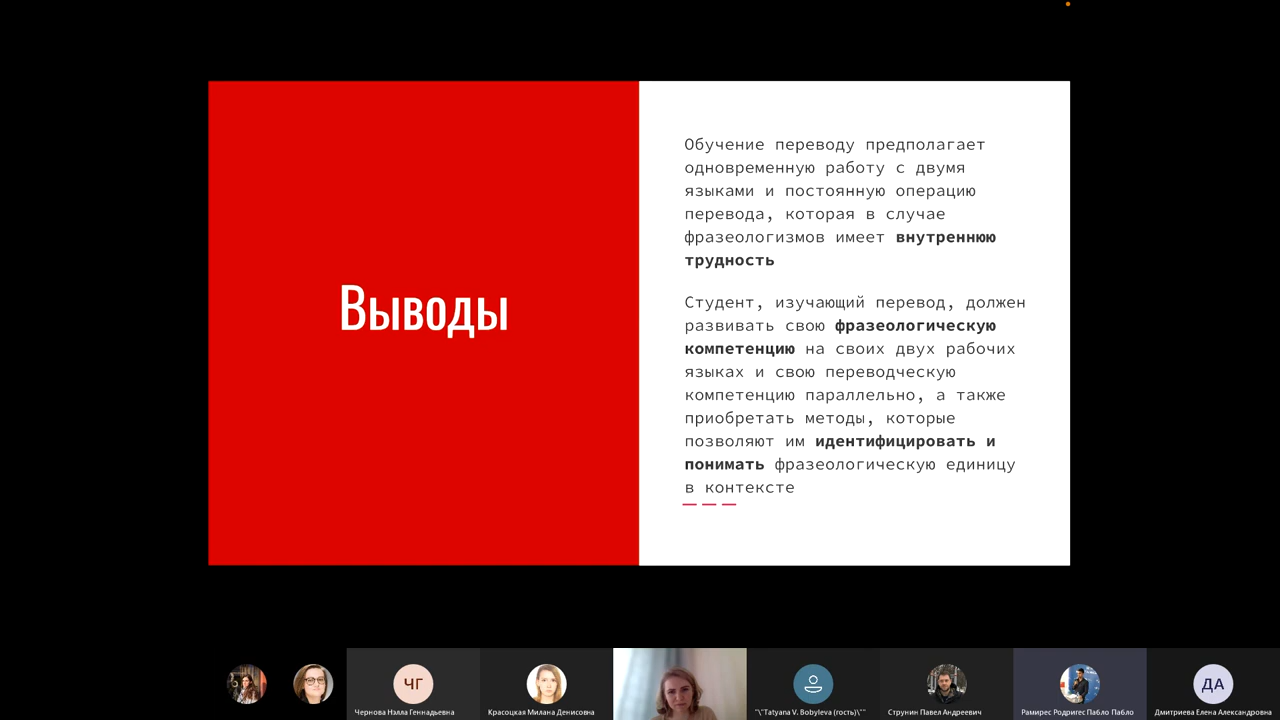 Выводы
Обучение переводу предполагает
одновременную работу с двумя
языками и постоянную операцию
перевода, которая в случае
фразеологизмов имеет внутреннюю
трудность
Студент, изучающий перевод, должен
развивать свою фразеологическую
компетенцию на своих двух рабочих
языках и свою переводческую
компетенцию параллельно, а также
приобретать методы, которые
позволяют им идентифицировать и
понимать фразеологическую единицу
в контексте
ЧГ
ДА
Чернова Нэлла Геннадьевна
Красоцкая Милана Денисовна
"\"Tatyana V. Bobyleva (гость)\""
Струнин Павел Андреевич
Рамирес Родригес Пабло Пабло
Дмитриева Елена Александровна